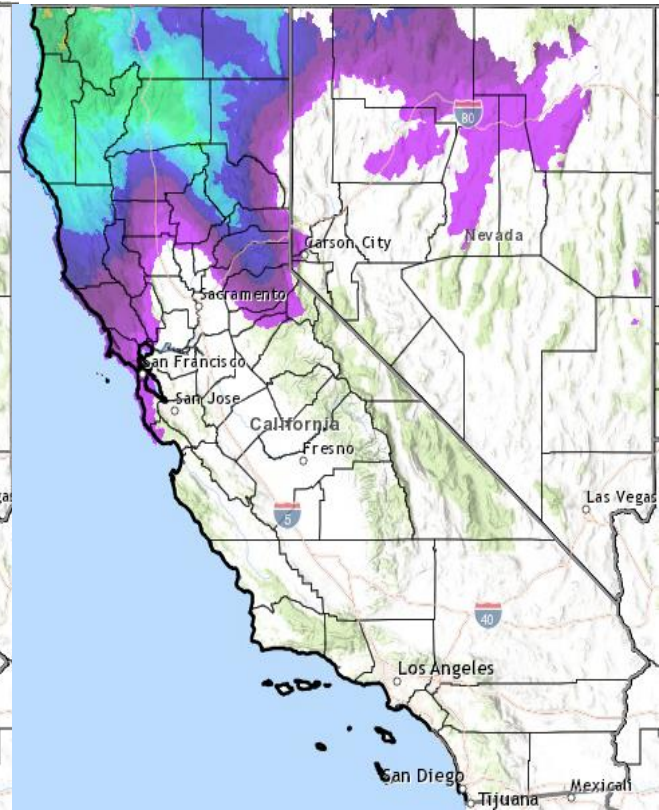 80
Carson City
Nevada
Sacramento
San Francisco
San Jose
California
Fresno
Las Vegas
5
40
Los Angeles
San Diego
Tijuana
Mexicali